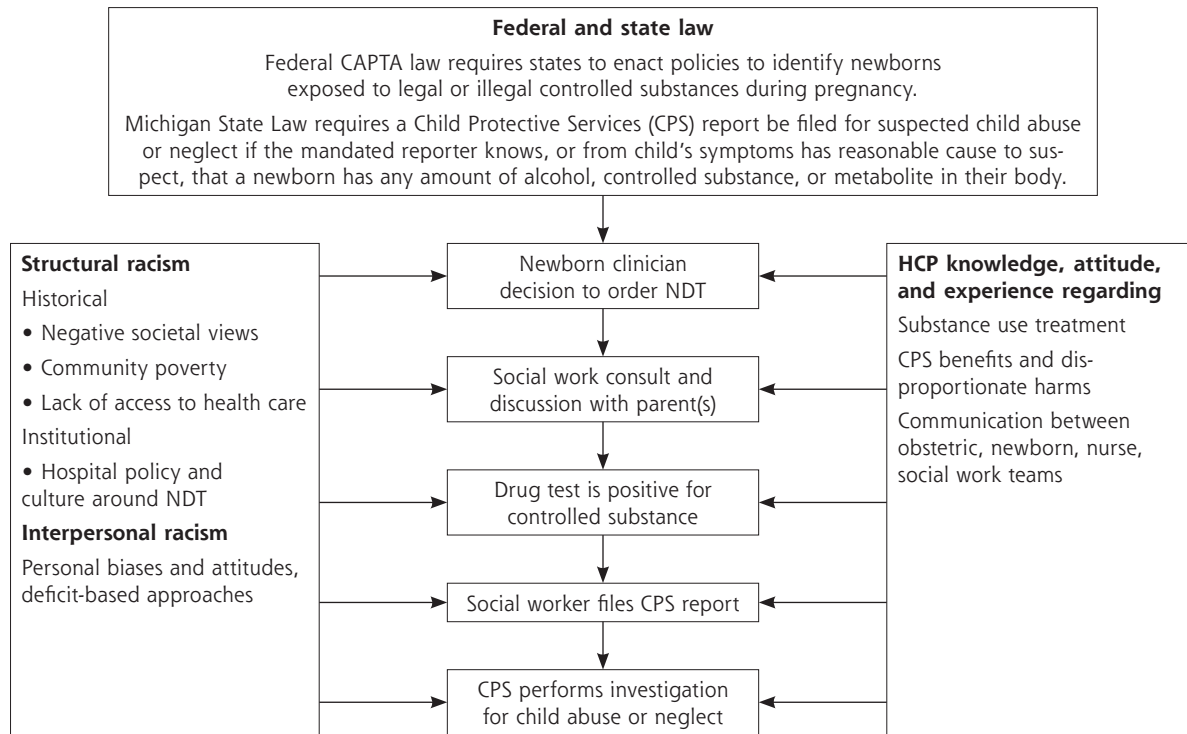 Federal and state law
Federal CAPTA law requires states to enact policies to identify newborns
exposed to legal or illegal controlled substances during pregnancy.
Michigan State Law requires a Child Protective Services (CPS) report be filed for suspected child abuse
or neglect if the mandated reporter knows, or from child's symptoms has reasonable cause to sus-
pect, that a newborn has any amount of alcohol, controlled substance, or metabolite in their body.
Structural racism
Historical
• Negative societal views
• Community poverty
• Lack of access to health care
Institutional
• Hospital policy and
culture around NDT
Interpersonal racism
Personal biases and attitudes,
deficit-based approaches
Newborn clinician
decision to order NDT
Social work consult and
discussion with parent(s)
Drug test is positive for
controlled substance
Social worker files CPS report
CPS performs investigation
for child abuse or neglect
HCP knowledge, attitude,
and experience regarding
Substance use treatment
CPS benefits and dis-
proportionate harms
Communication between
obstetric, newborn, nurse,
social work teams